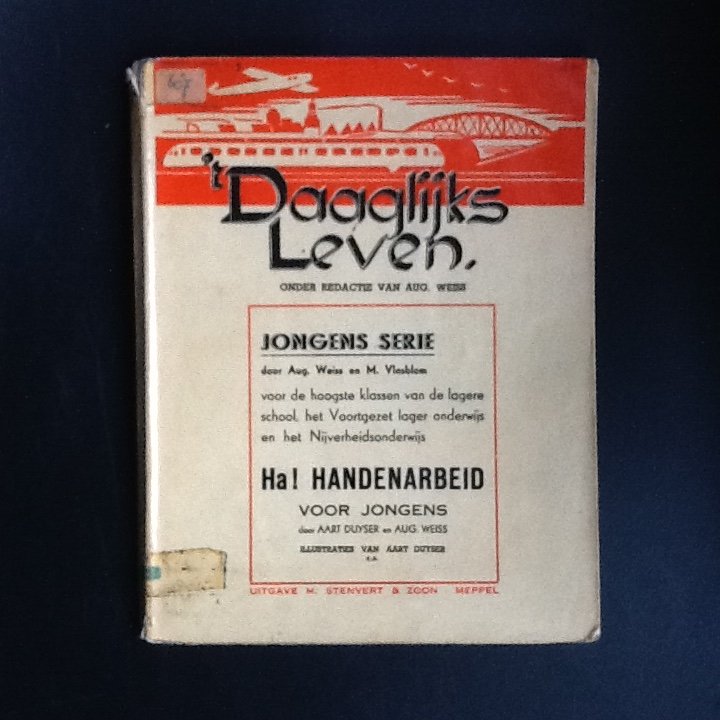 't Daaglijks
Leven.
ONDER REDACTIE VAN AUG. WEISS
JONGENS SERIE
door Aug. Weiss en M. Vlasblom
voor de hoogste klassen van de lagere
school, het Voortgezet lager onderwijs
en het Nijverheidsonderwijs
Ha! HANDENARBEID
VOOR JONGENS
door AART DUYSER en AUG. WEISS
ILLUSTRATIES VAN AART DUYSER
UITGAVE M. STENVERT & ZOON MEPPEL